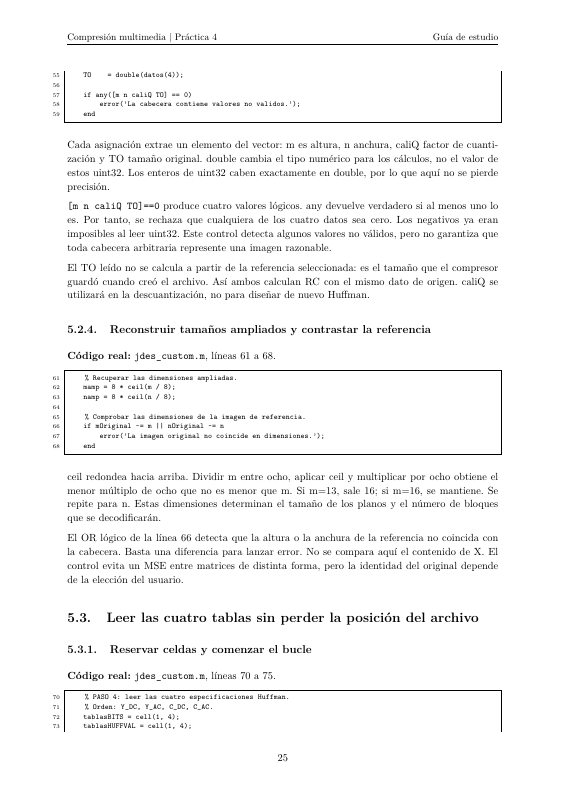 Compresión multimedia | Práctica 4 Guía de estudio
55 TO = double(datos(4));
56
57 if any([m n caliQ TO] == 0)
58 error('La cabecera contiene valores no validos.');
59 end
Cada asignación extrae un elemento del vector: m es altura, n anchura, caliQ factor de cuanti-
zación y TO tamaño original. double cambia el tipo numérico para los cálculos, no el valor de
estos uint32. Los enteros de uint32 caben exactamente en double, por lo que aquí no se pierde
precisión.
[m n caliQ TO]==0 produce cuatro valores lógicos. any devuelve verdadero si al menos uno lo
es. Por tanto, se rechaza que cualquiera de los cuatro datos sea cero. Los negativos ya eran
imposibles al leer uint32. Este control detecta algunos valores no válidos, pero no garantiza que
toda cabecera arbitraria represente una imagen razonable.
El TO leído no se calcula a partir de la referencia seleccionada: es el tamaño que el compresor
guardó cuando creó el archivo. Así ambos calculan RC con el mismo dato de origen. caliQ se
utilizará en la descuantización, no para diseñar de nuevo Huffman.
5.2.4. Reconstruir tamaños ampliados y contrastar la referencia
Código real: jdes_custom.m, líneas 61 a 68.
61 % Recuperar las dimensiones ampliadas.
62 mamp = 8 * ceil(m / 8);
63 namp = 8 * ceil(n / 8);
64
65 % Comprobar las dimensiones de la imagen de referencia.
66 if mOriginal ~= m || nOriginal ~= n
67 error('La imagen original no coincide en dimensiones.');
68 end
ceil redondea hacia arriba. Dividir m entre ocho, aplicar ceil y multiplicar por ocho obtiene el
menor múltiplo de ocho que no es menor que m. Si m=13, sale 16; si m=16, se mantiene. Se
repite para n. Estas dimensiones determinan el tamaño de los planos y el número de bloques
que se decodificarán.
El OR lógico de la línea 66 detecta que la altura o la anchura de la referencia no coincida con
la cabecera. Basta una diferencia para lanzar error. No se compara aquí el contenido de X. El
control evita un MSE entre matrices de distinta forma, pero la identidad del original depende
de la elección del usuario.
5.3. Leer las cuatro tablas sin perder la posición del archivo
5.3.1. Reservar celdas y comenzar el bucle
Código real: jdes_custom.m, líneas 70 a 75.
70 % PASO 4: leer las cuatro especificaciones Huffman.
71 % Orden: Y_DC, Y_AC, C_DC, C_AC.
72 tablasBITS = cell(1, 4);
73 tablasHUFFVAL = cell(1, 4);
25